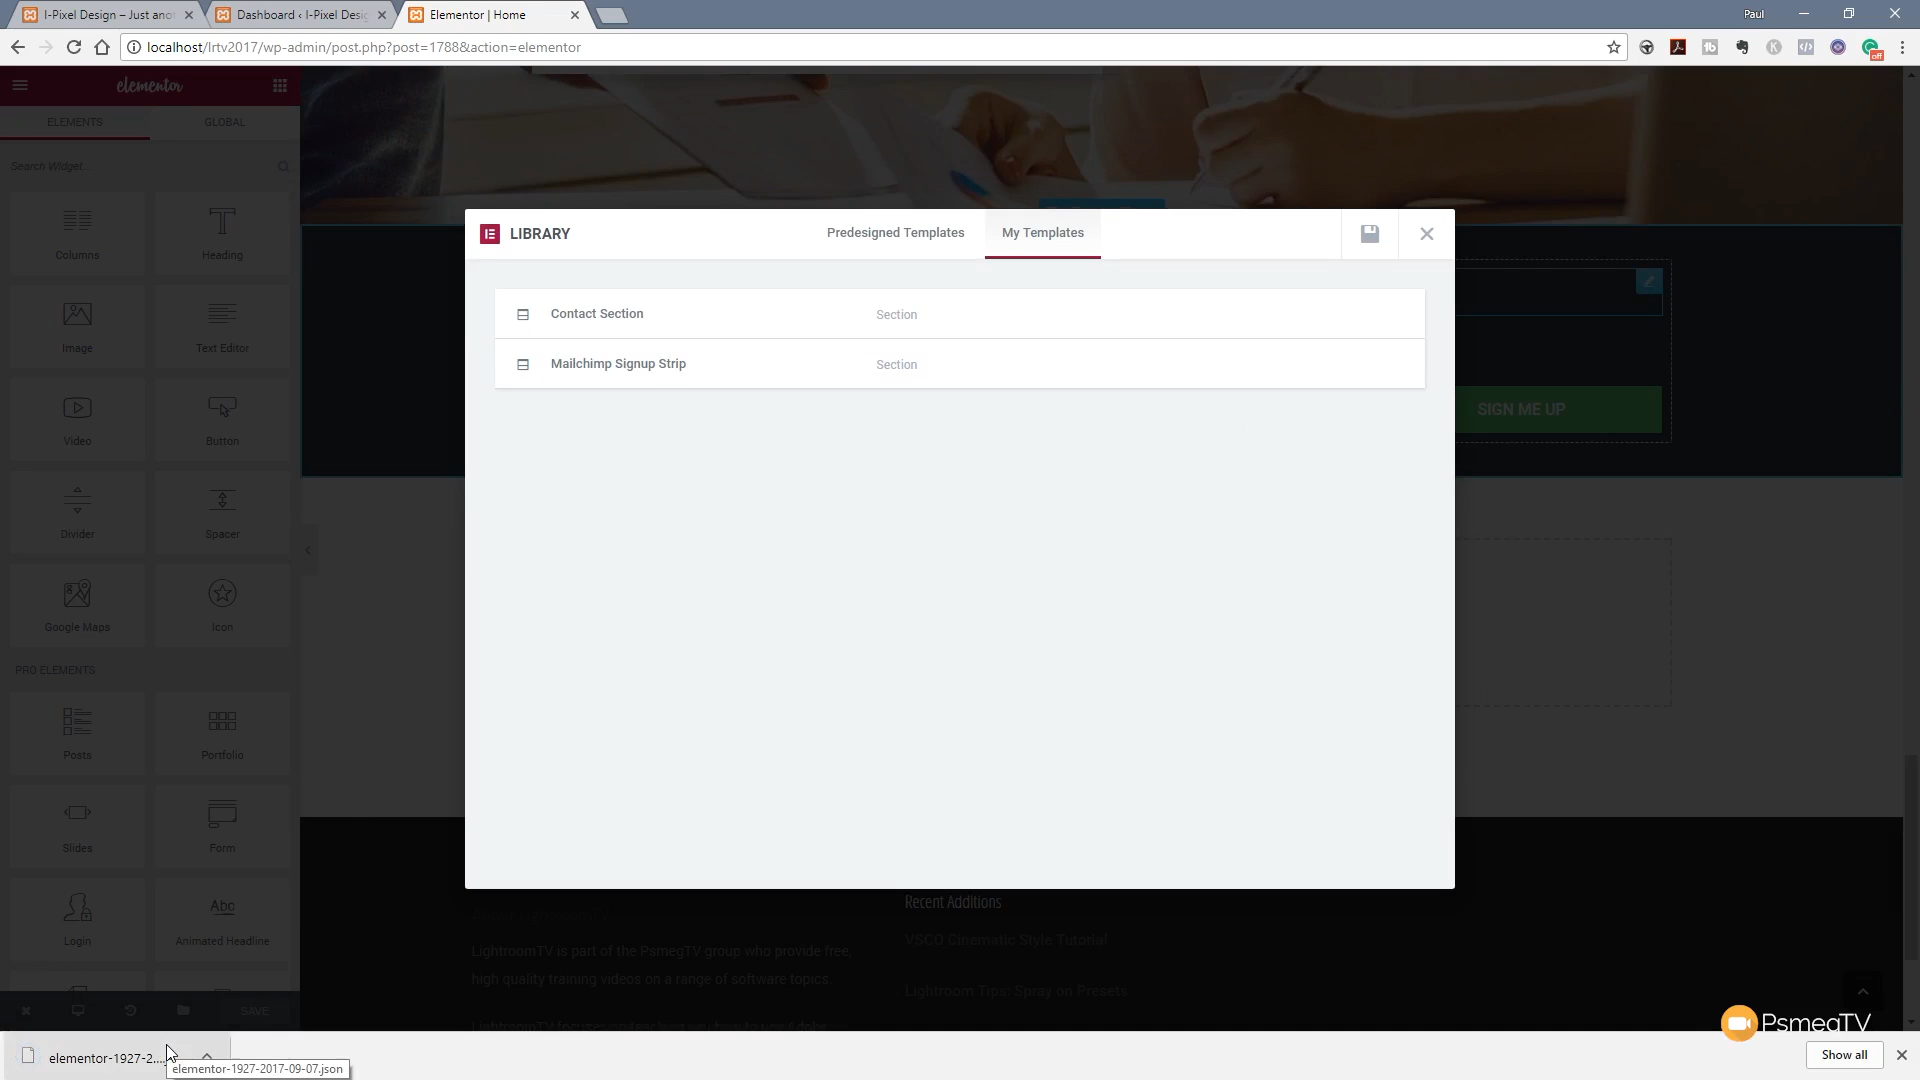 I-Pixel Design – Just anot
Dashboard ‹ I-Pixel Desig
Elementor | Home
Paul
localhost/lrtv2017/wp-admin/post.php?post=1788&action=elementor
off
elementor
ELEMENTS
GLOBAL
Search Widget...
Columns
Heading
Image
Text Editor
Video
Button
Divider
Spacer
Google Maps
Icon
PRO ELEMENTS
Posts
Portfolio
Slides
Form
Login
Abc
Animated Headline
SAVE
LIBRARY
Predesigned Templates
My Templates
Contact Section
Section
Mailchimp Signup Strip
Section
SIGN ME UP
LightroomTV is part of the PsmegTV group who provide free,
high quality training videos on a range of software topics.
Recent Additions
VSCO Cinematic Style Tutorial
Lightroom Tips: Spray on Presets
PsmegTV
elementor-1927-2....j
elementor-1927-2017-09-07.json
Show all